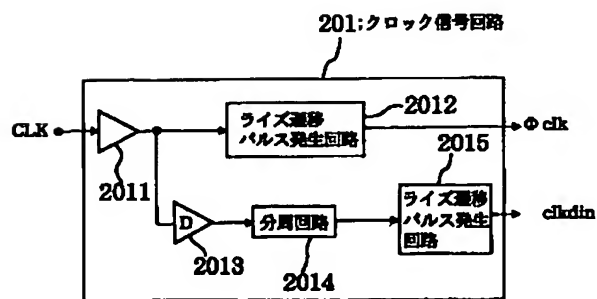 201;クロック信号回路
CLK
2011
ライズ遷移
パルス発生回路
2012
Φclk
D
2013
分周回路
2014
2015
ライズ遷移
パルス発生
回路
clkdin